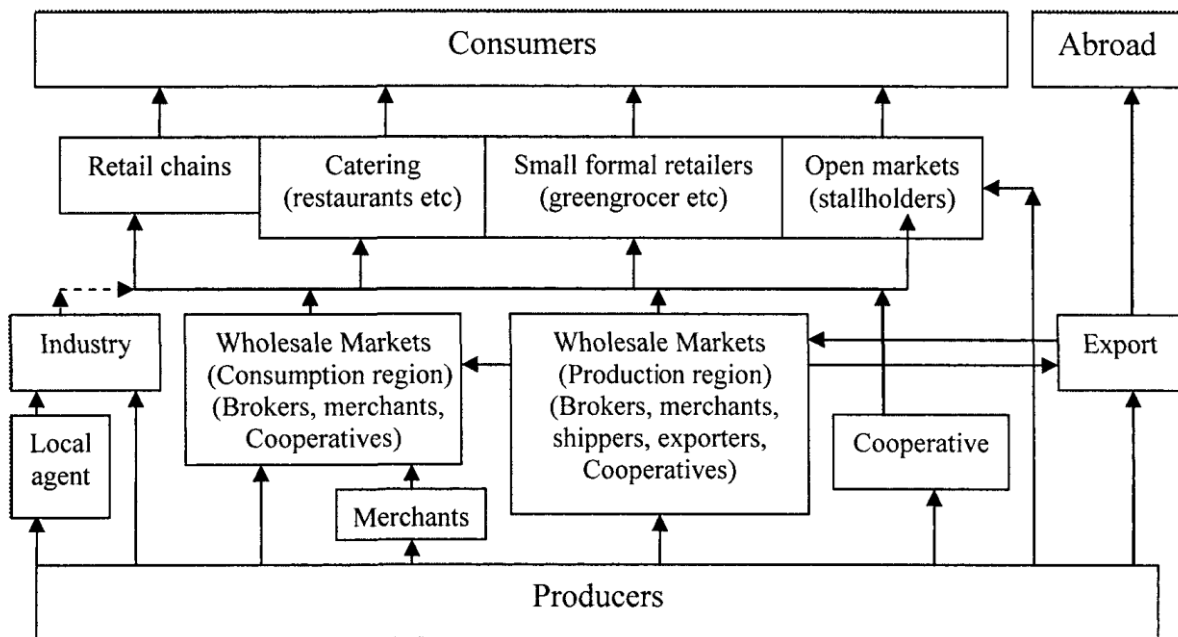 Consumers
Abroad
Retail chains
Catering
(restaurants etc)
Small formal retailers
(greengrocer etc)
Open markets
(stallholders)
Industry
Wholesale Markets
(Consumption region)
(Brokers, merchants,
Cooperatives)
Wholesale Markets
(Production region)
(Brokers, merchants,
shippers, exporters,
Cooperatives)
Export
Local
agent
Cooperative
Merchants
Producers